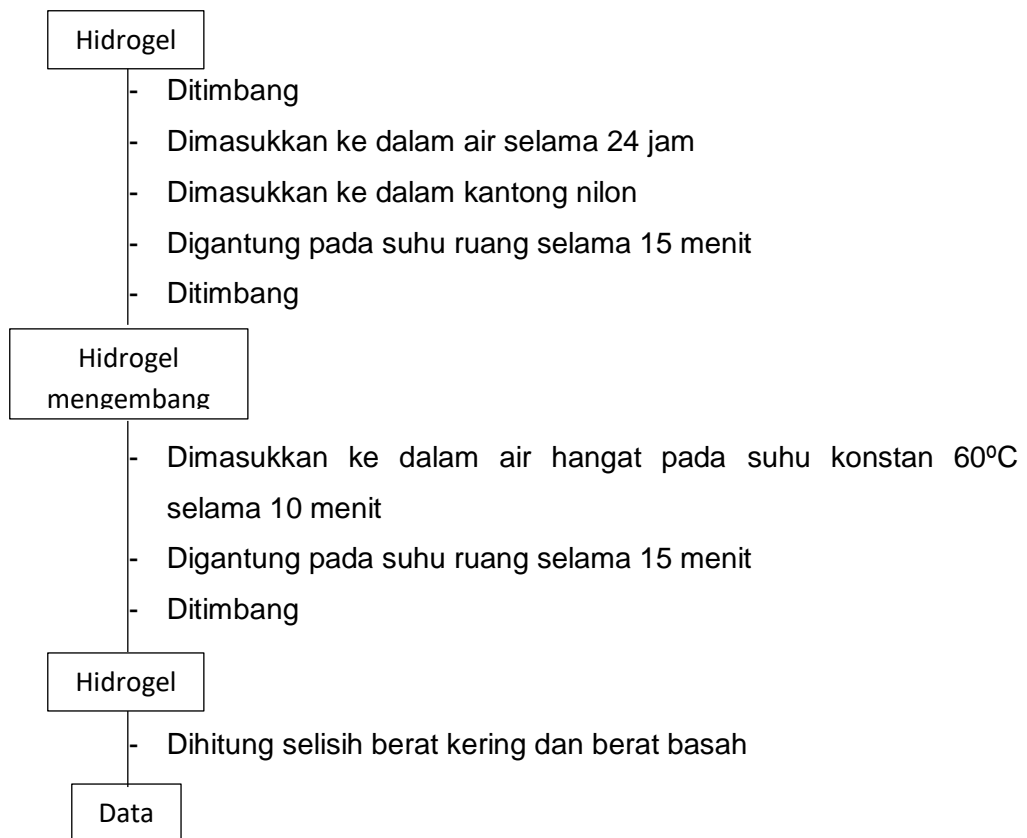 Hidrogel
- Ditimbang
- Dimasukkan ke dalam air selama 24 jam
- Dimasukkan ke dalam kantong nilon
- Digantung pada suhu ruang selama 15 menit
- Ditimbang
Hidrogel
mengembang
- Dimasukkan ke dalam air hangat pada suhu konstan 60ºC
selama 10 menit
- Digantung pada suhu ruang selama 15 menit
- Ditimbang
Hidrogel
- Dihitung selisih berat kering dan berat basah
Data